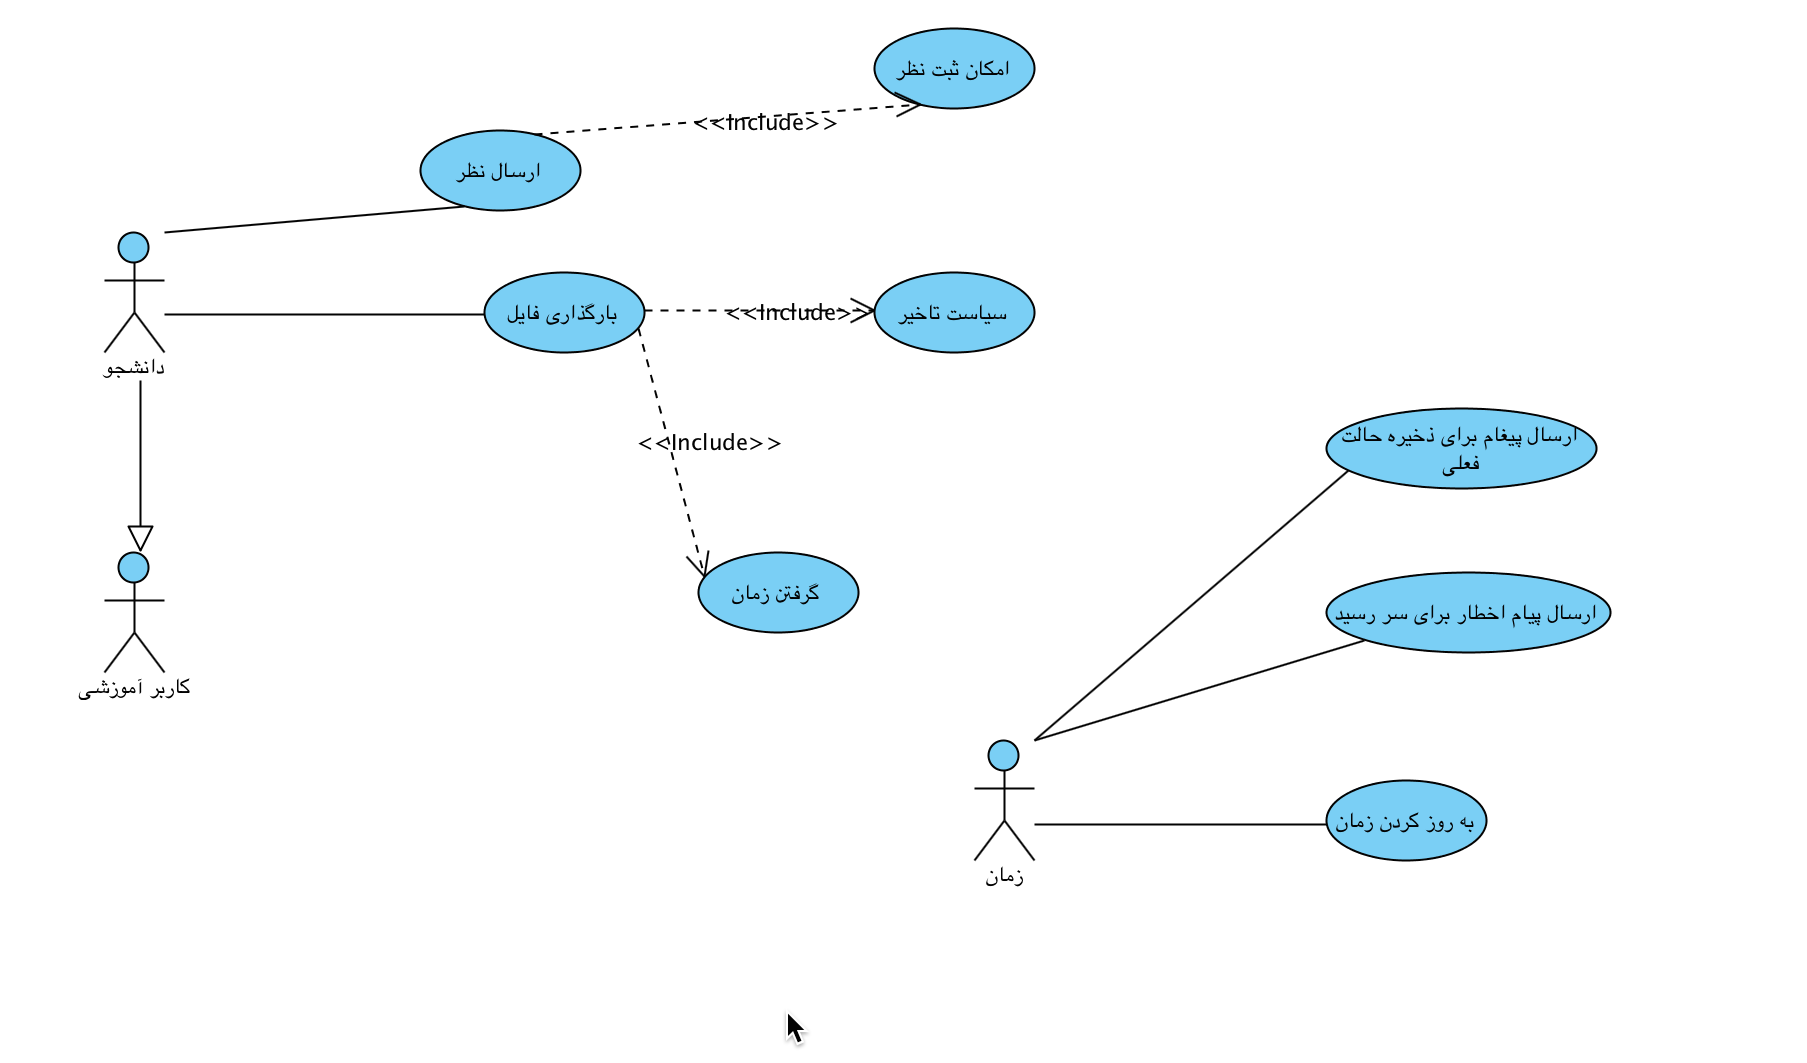 امکان ثبت نظر
<<Include>>
ارسال نظر
بارگذاری فایل
<<Include>>
سیاست تاخیر
دانشجو
<<Include>>
ارسال پیغام برای ذخیره حالت
فعلی
گرفتن زمان
ارسال پیام اخطار برای سر رسید
کاربر آموزشی
به روز کردن زمان
زمان